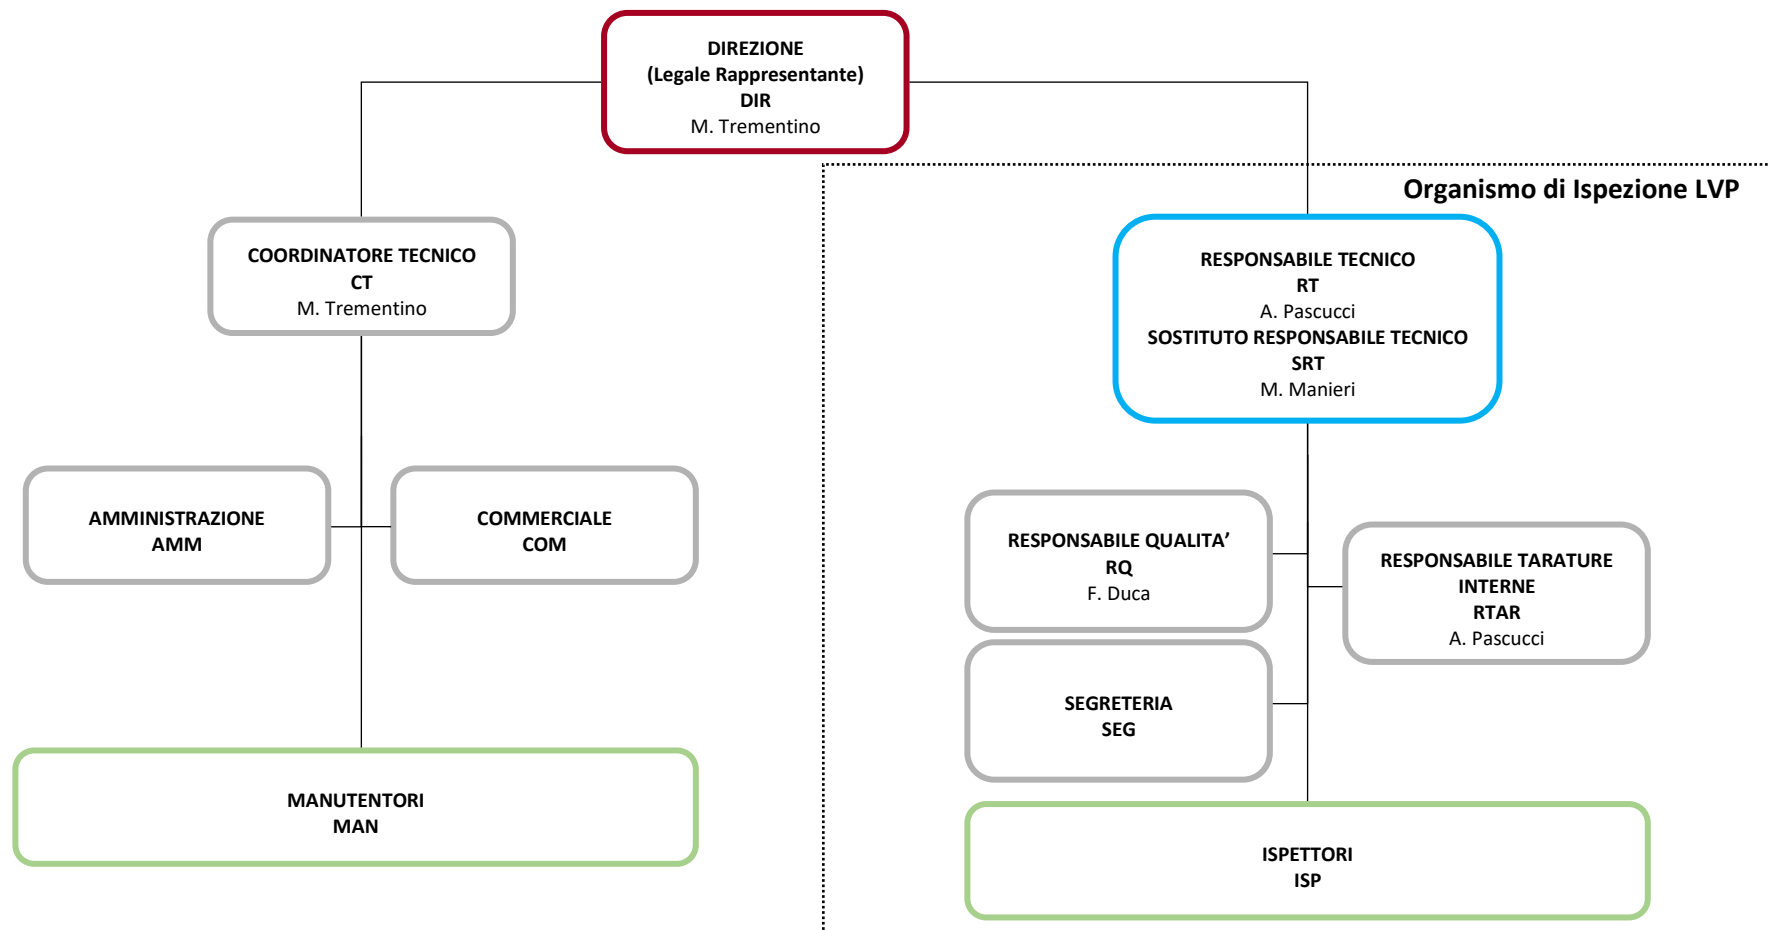 DIREZIONE
(Legale Rappresentante)
DIR
M. Trementino
Organismo di Ispezione LVP
COORDINATORE TECNICO
CT
M. Trementino
RESPONSABILE TECNICO
RT
A. Pascucci
SOSTITUTO RESPONSABILE TECNICO
SRT
M. Manieri
AMMINISTRAZIONE
AMM
COMMERCIALE
COM
RESPONSABILE QUALITA’
RQ
F. Duca
RESPONSABILE TARATURE
INTERNE
RTAR
A. Pascucci
SEGRETERIA
SEG
MANUTENTORI
MAN
ISPETTORI
ISP